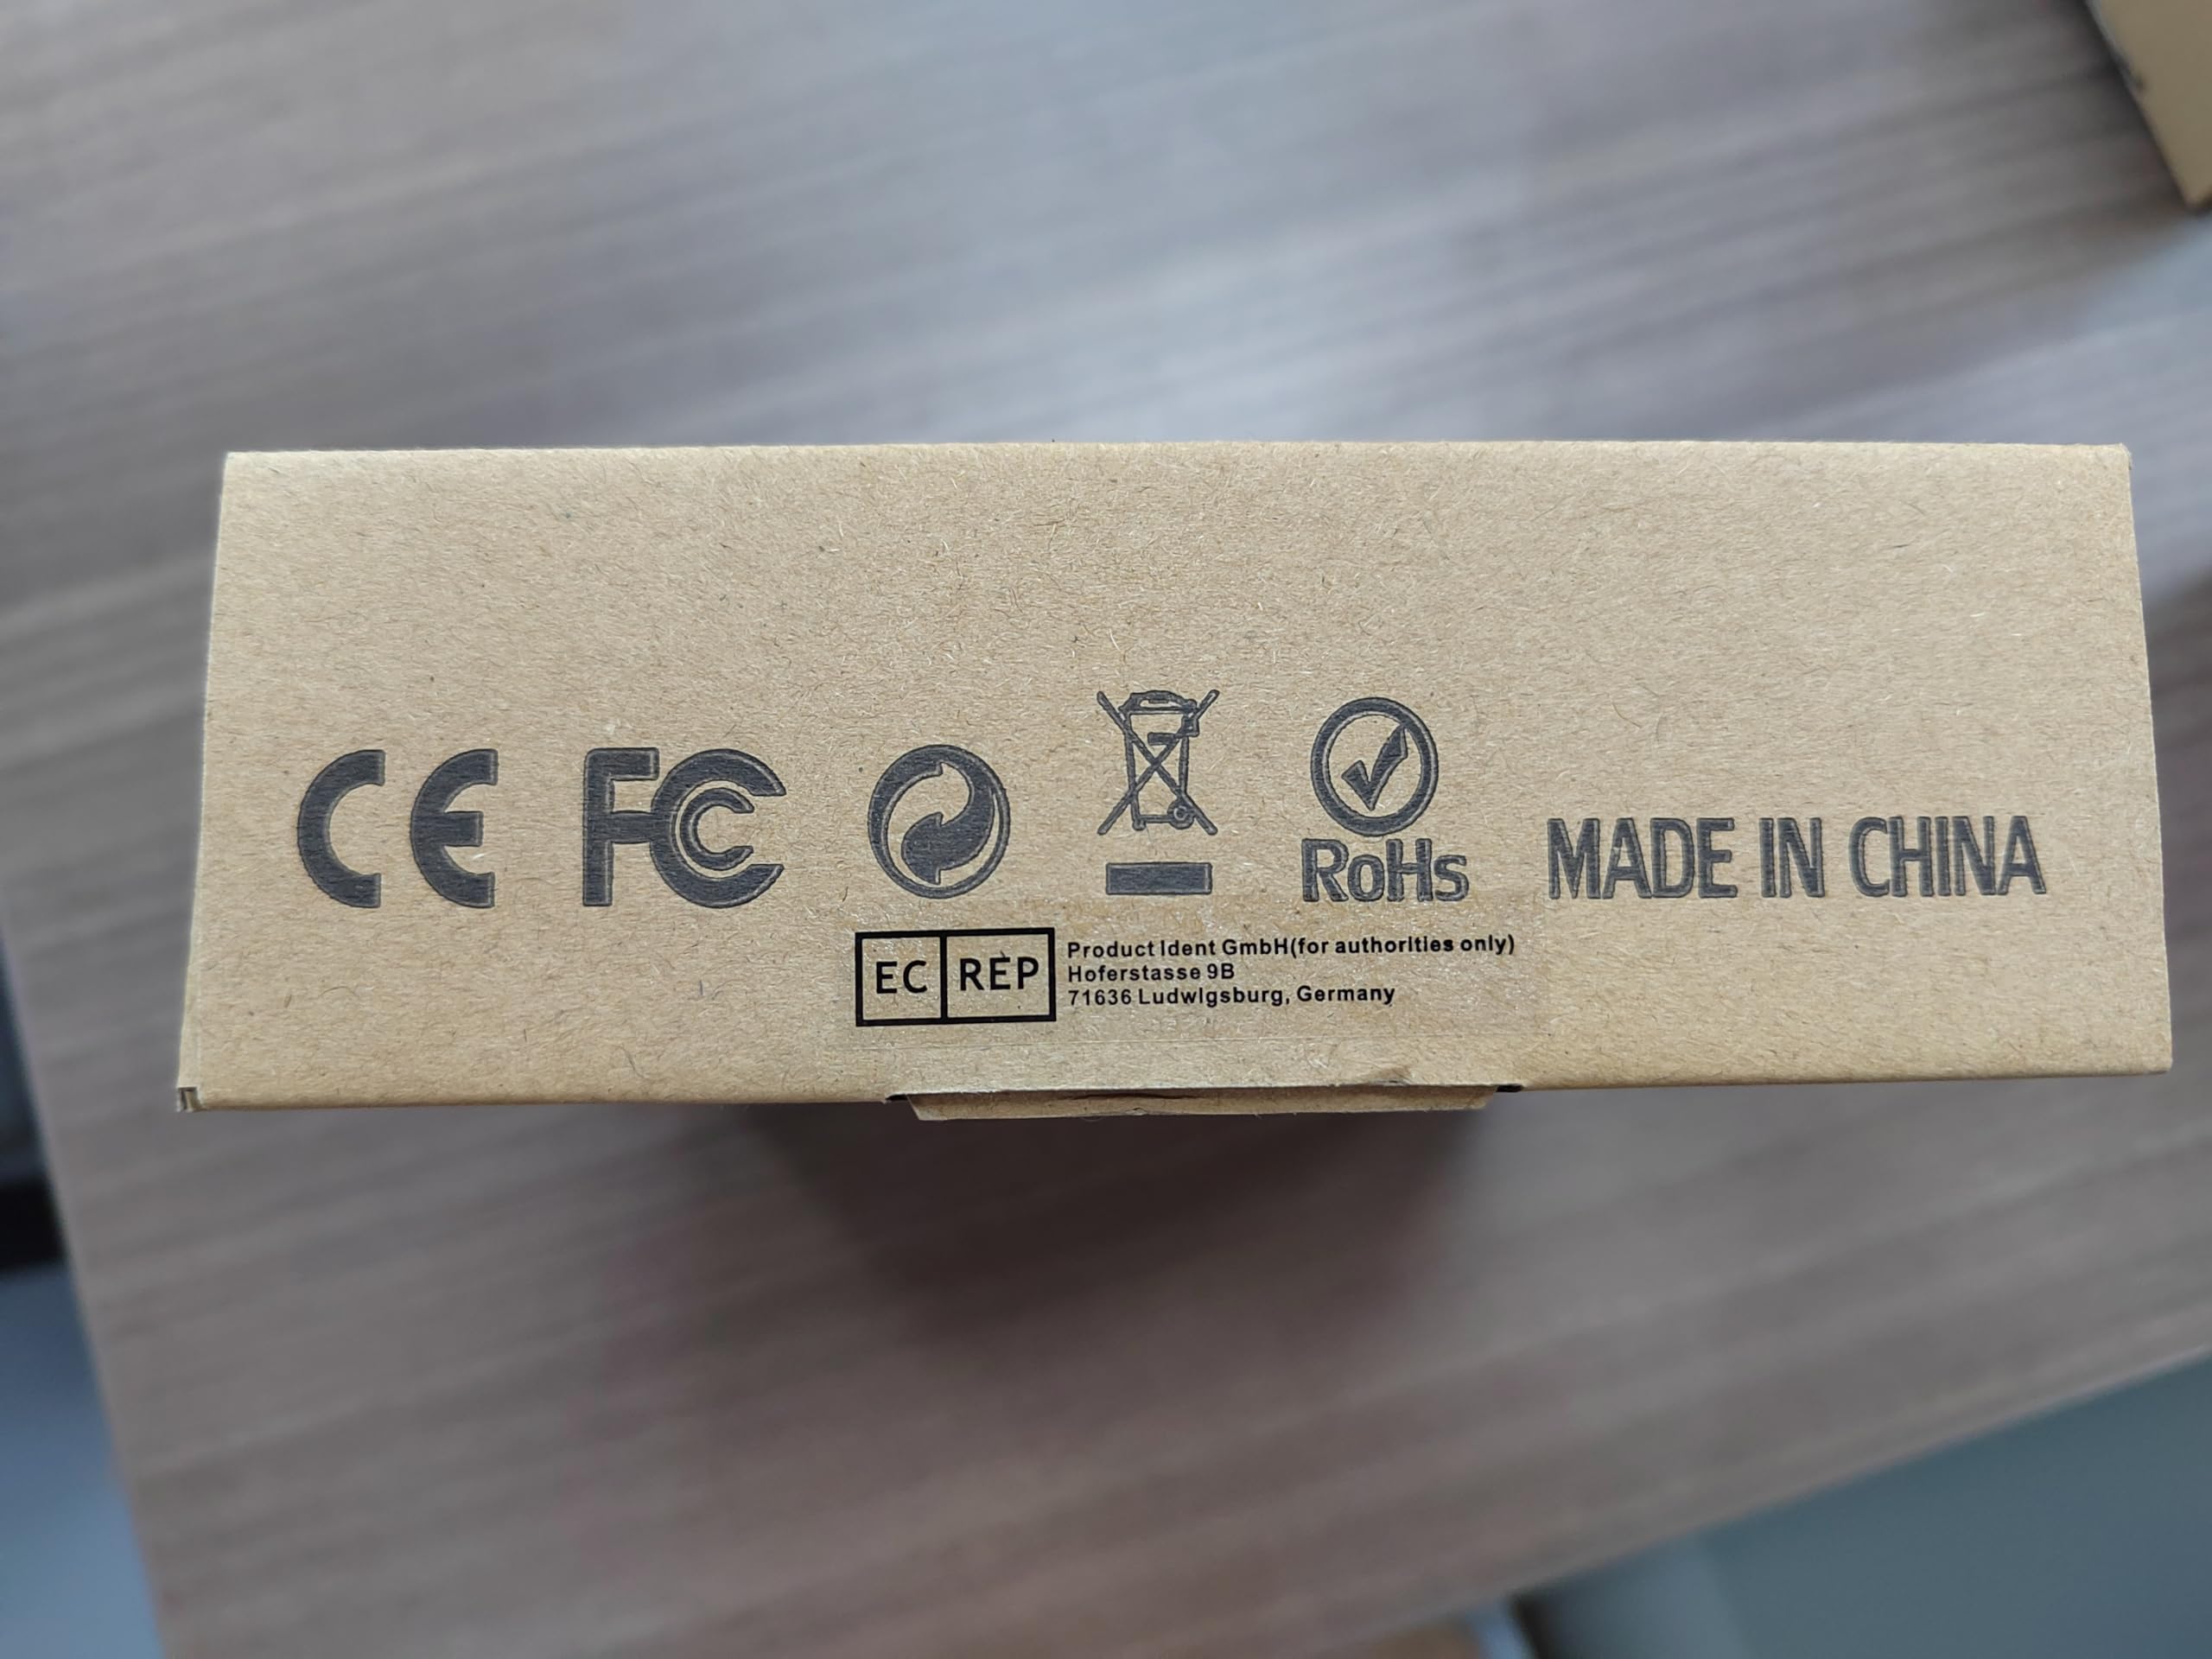 CE FC RoHs MADE IN CHINA
EC REP
Product Ident GmbH(for authorities only)
Hoferstasse 9B
71636 Ludwigsburg, Germany